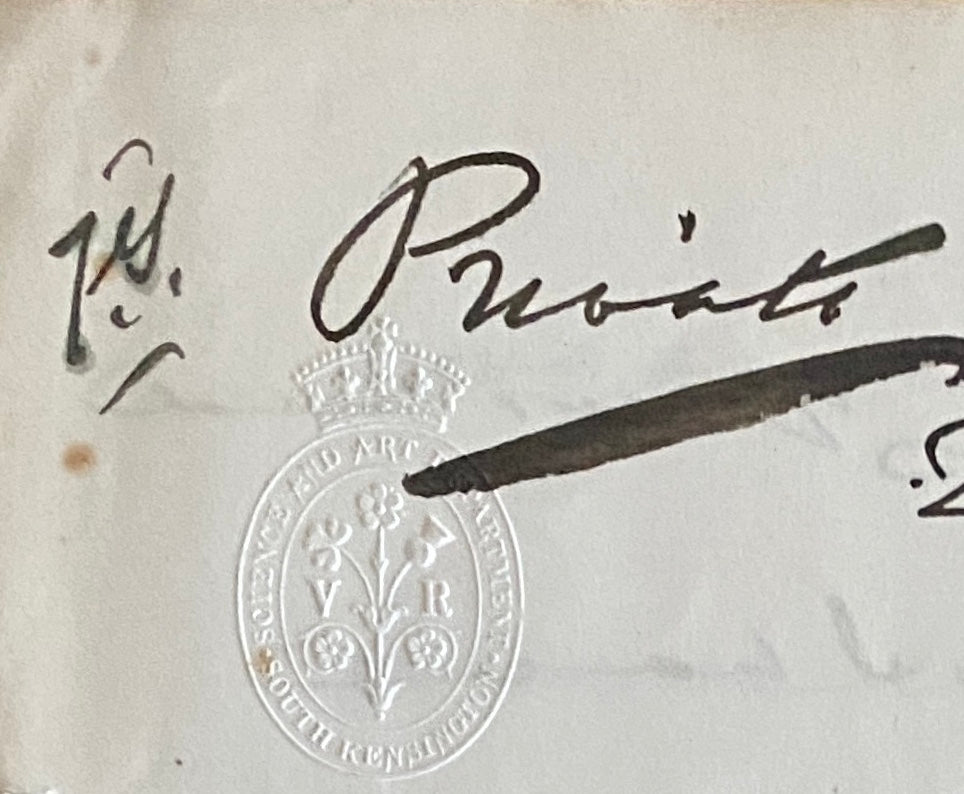 Private
SCIENCE AND ART DEPARTMENT
V R
SOUTH KENSINGTON